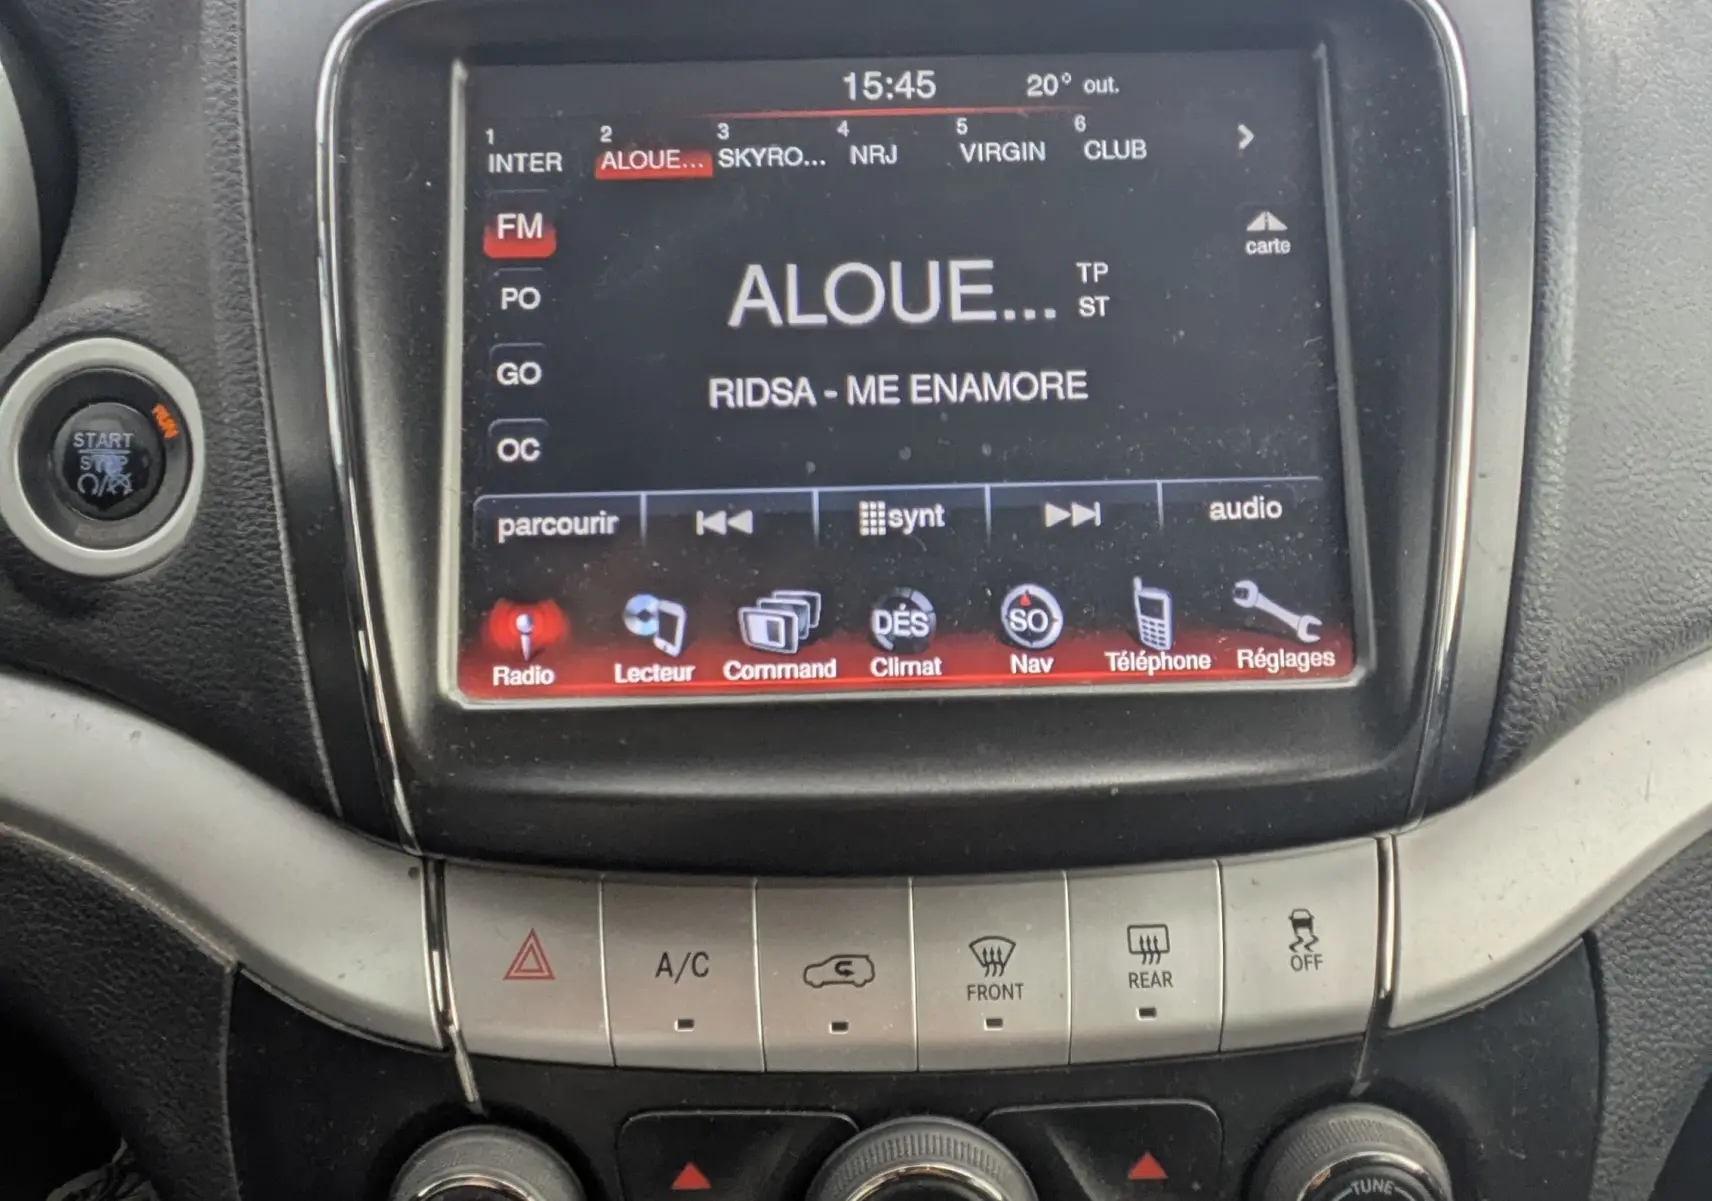 15:45 20° out.
1 2 3 4 5 6
INTER ALOUE... SKYRO... NRJ VIRGIN CLUB
FM
carte
ALOUE... TP
ST
PO
GO
RIDSA - ME ENAMORE
OC
RUN
START
STOP
parcourir synt audio
DÉS SO
Radio Lecteur Command Climat Nav Téléphone Réglages
A/C
FRONT
REAR
OFF
TUNE